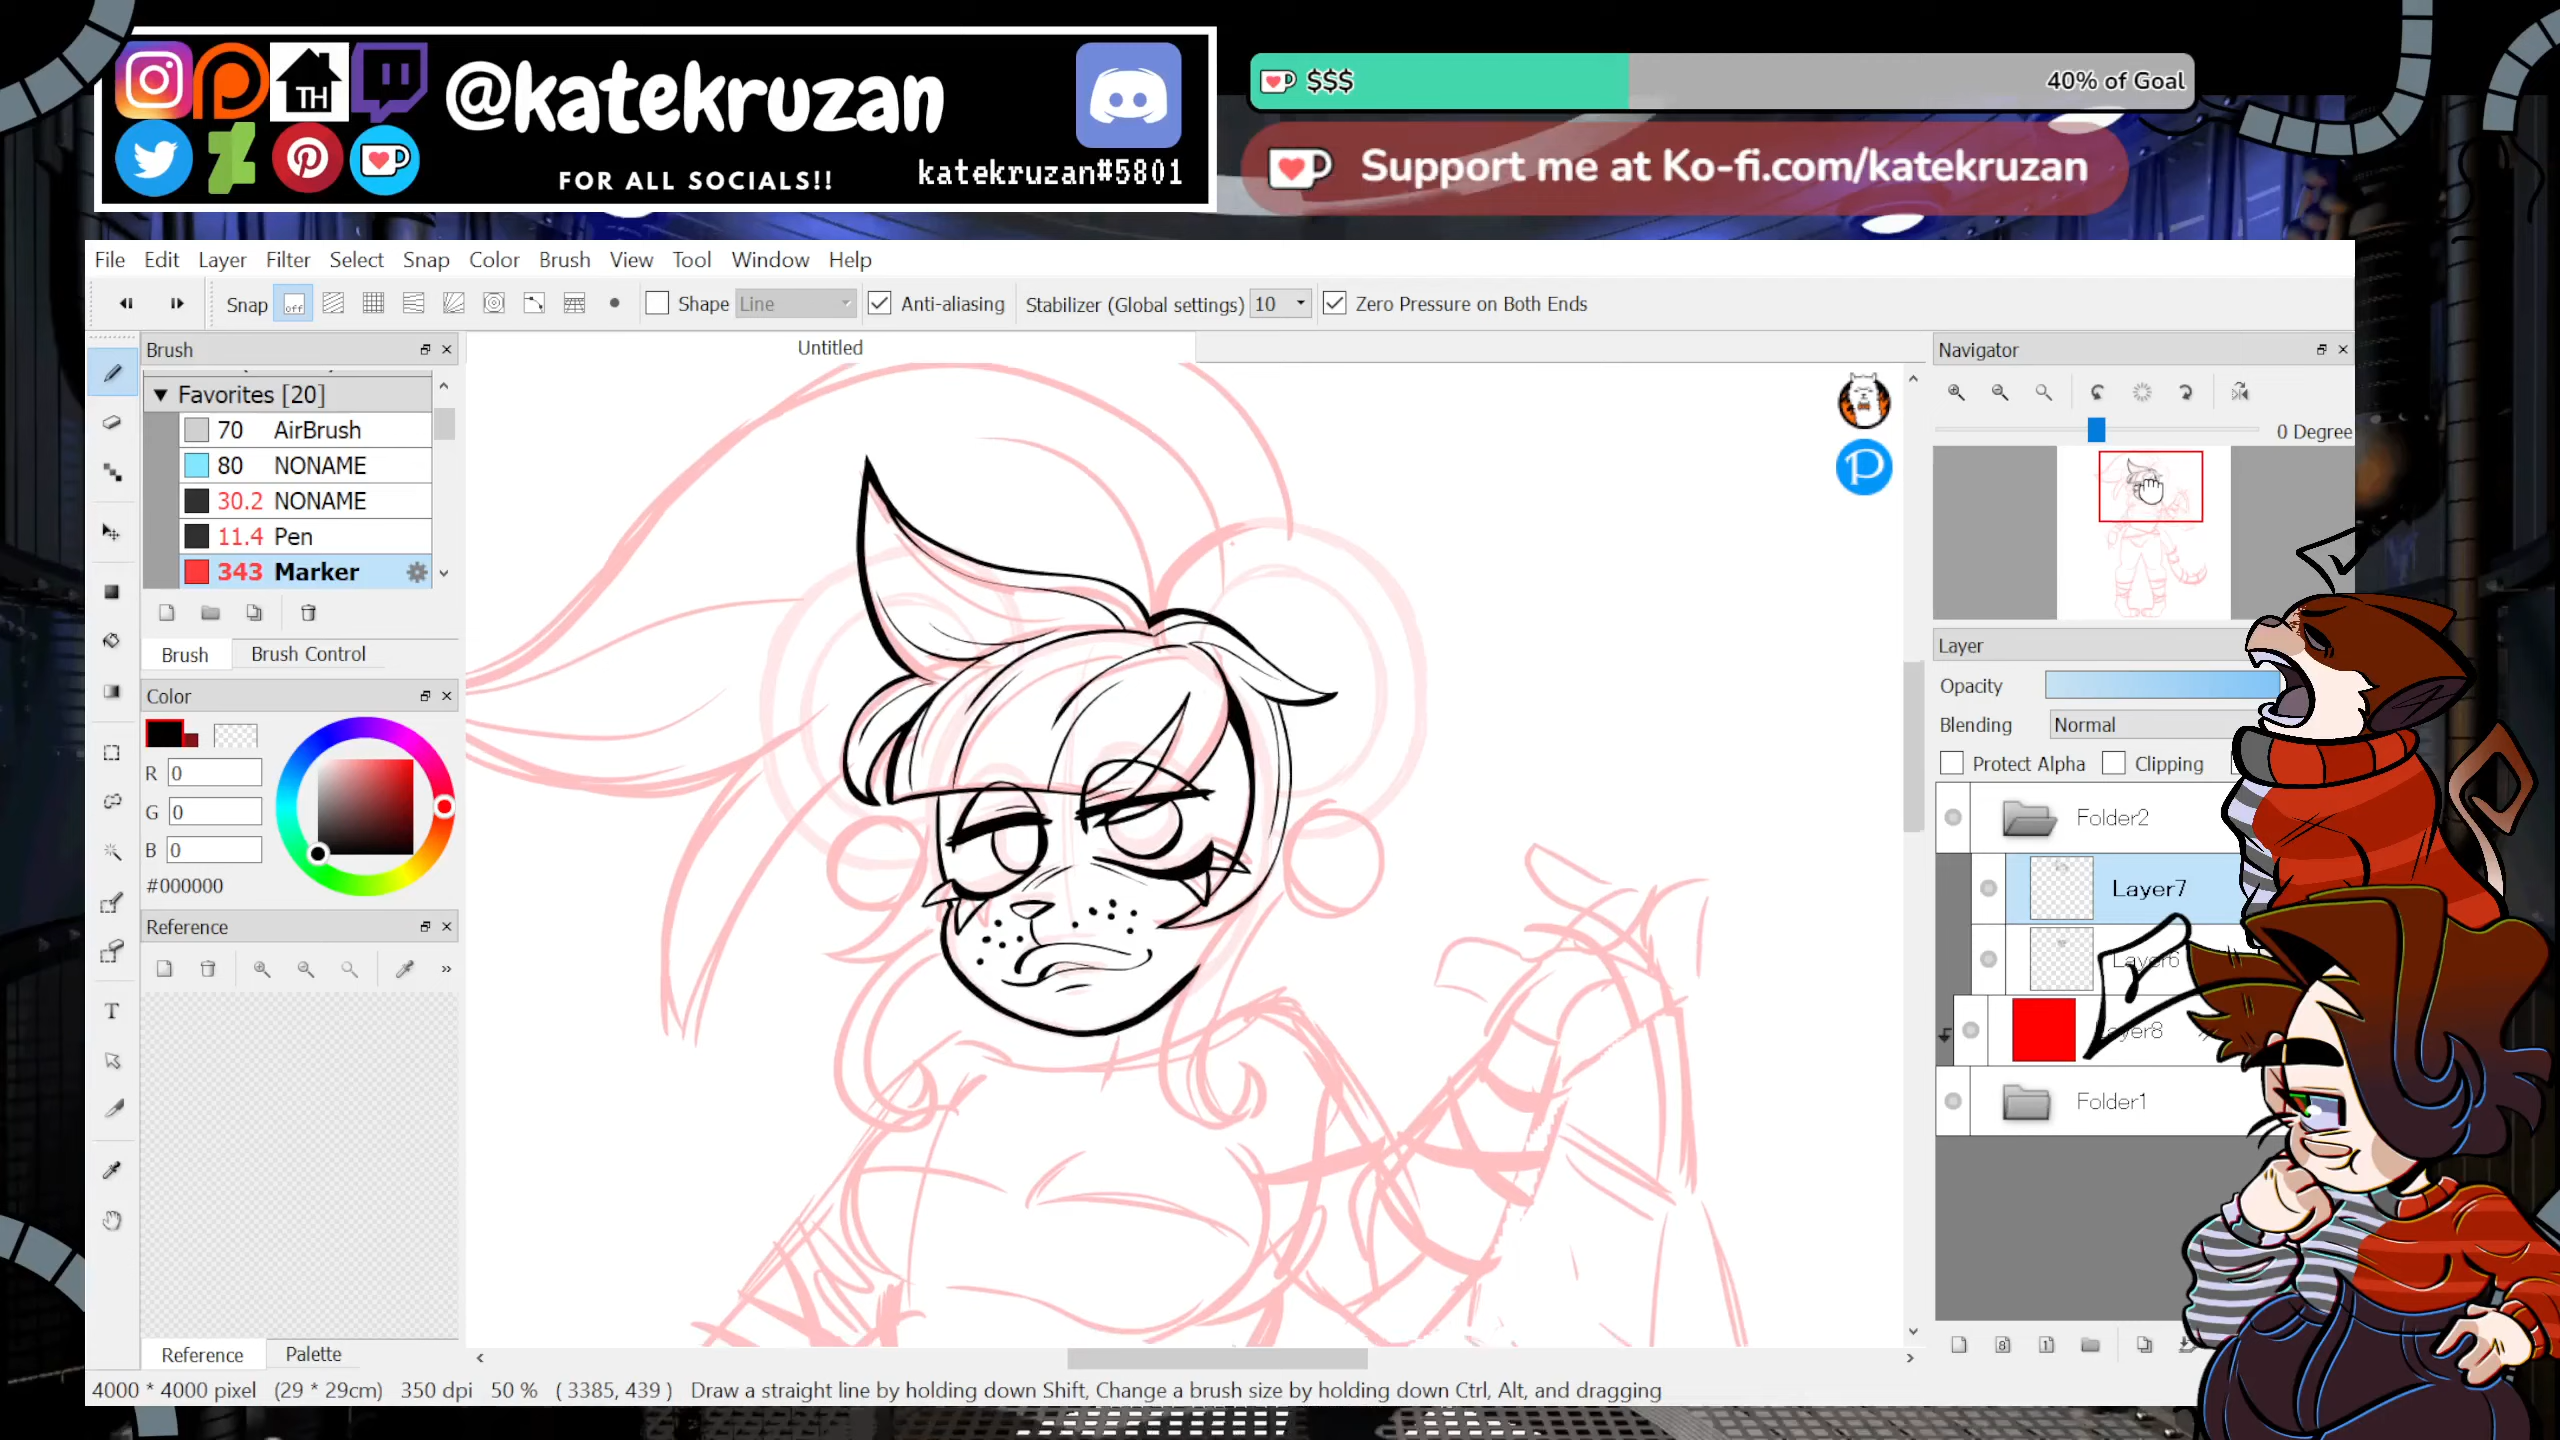 TH
@katekruzan
FOR ALL SOCIALS!!
katekruzan#5801
$$$
40% of Goal
Support me at Ko-fi.com/katekruzan
File Edit Layer Filter Select Snap Color Brush View Tool Window Help
Snap off Shape Line Anti-aliasing Stabilizer (Global settings) 10 Zero Pressure on Both Ends
Brush
Untitled
Navigator
Favorites [20]
70 AirBrush
80 NONAME
30.2 NONAME
11.4 Pen
343 Marker
0 Degree
Brush Brush Control
Layer
Opacity
Blending Normal
Protect Alpha Clipping
Color
R 0
G 0
B 0
#000000
Folder2
Layer7
Layer6
Layer8
Folder1
Reference
T
Reference Palette
4000 * 4000 pixel (29 * 29cm) 350 dpi 50 % ( 3385, 439 ) Draw a straight line by holding down Shift, Change a brush size by holding down Ctrl, Alt, and dragging